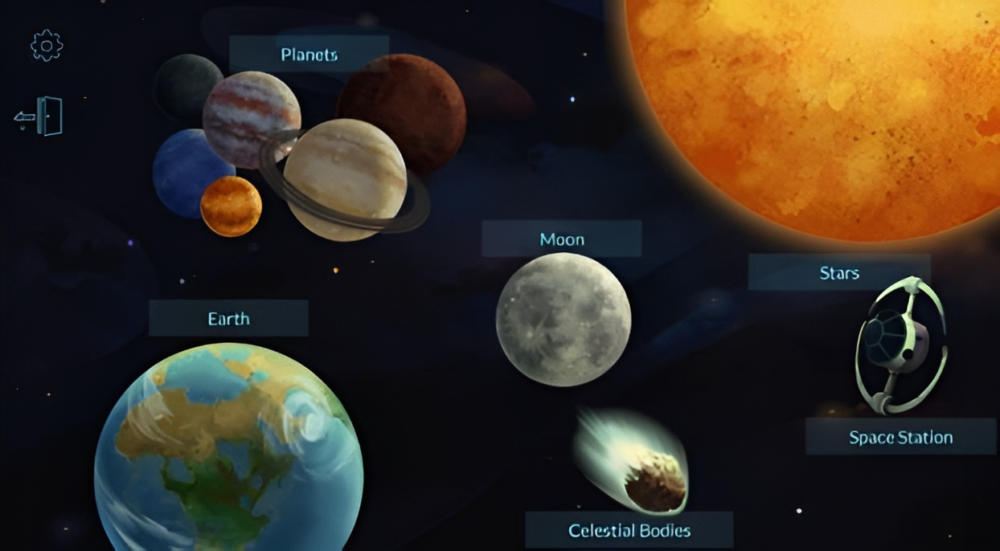 Planets
Moon
Stars
Earth
Space Station
Celestial Bodies